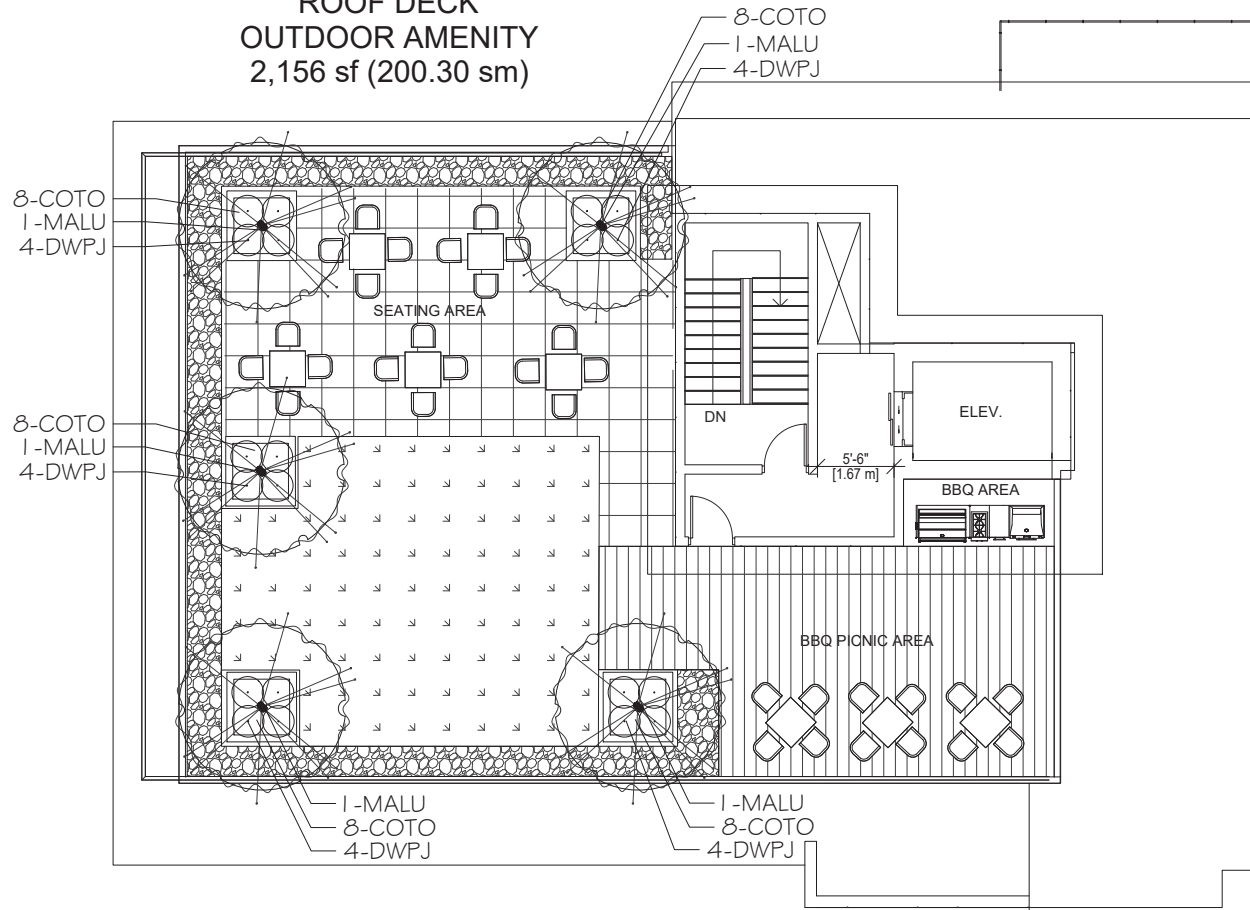 ROOF DECK
OUTDOOR AMENITY
2,156 sf (200.30 sm)
8-COTO
1-MALU
4-DWPJ
8-COTO
1-MALU
4-DWPJ
SEATING AREA
8-COTO
1-MALU
4-DWPJ
DN
ELEV.
5'-6"
[1.67 m]
BBQ AREA
BBQ PICNIC AREA
1-MALU
8-COTO
4-DWPJ
1-MALU
8-COTO
4-DWPJ